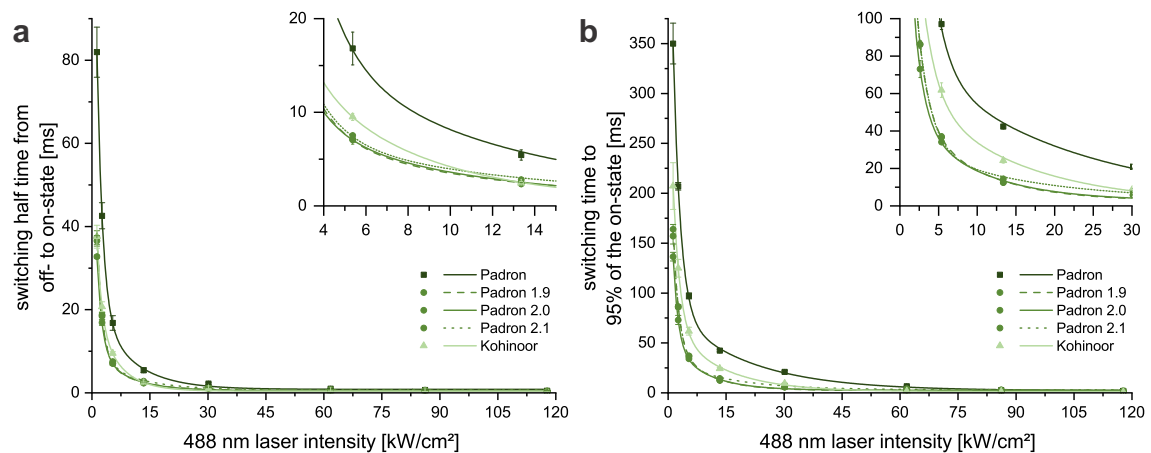 a
switching half time from
off- to on-state [ms]
80
60
40
20
0
0 15 30 45 60 75 90 105 120
488 nm laser intensity [kW/cm²]
20
10
0
4 6 8 10 12 14
Padron
Padron 1.9
Padron 2.0
Padron 2.1
Kohinoor
b
switching time to
95% of the on-state [ms]
350
300
250
200
150
100
50
0
0 15 30 45 60 75 90 105 120
488 nm laser intensity [kW/cm²]
100
80
60
40
20
0
0 5 10 15 20 25 30
Padron
Padron 1.9
Padron 2.0
Padron 2.1
Kohinoor